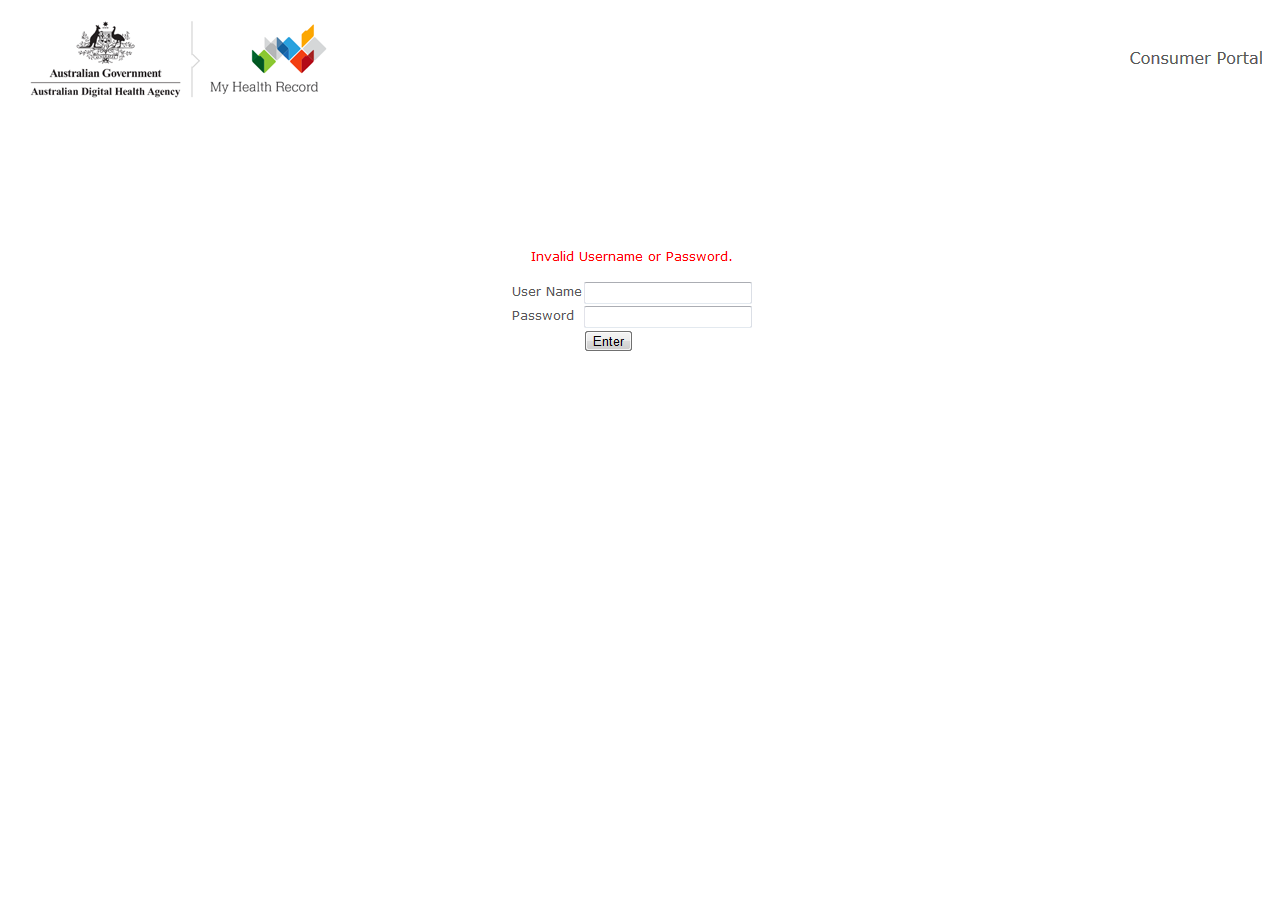 Australian Government
Australian Digital Health Agency
My Health Record
Consumer Portal
Invalid Username or Password.
User Name
Password
Enter